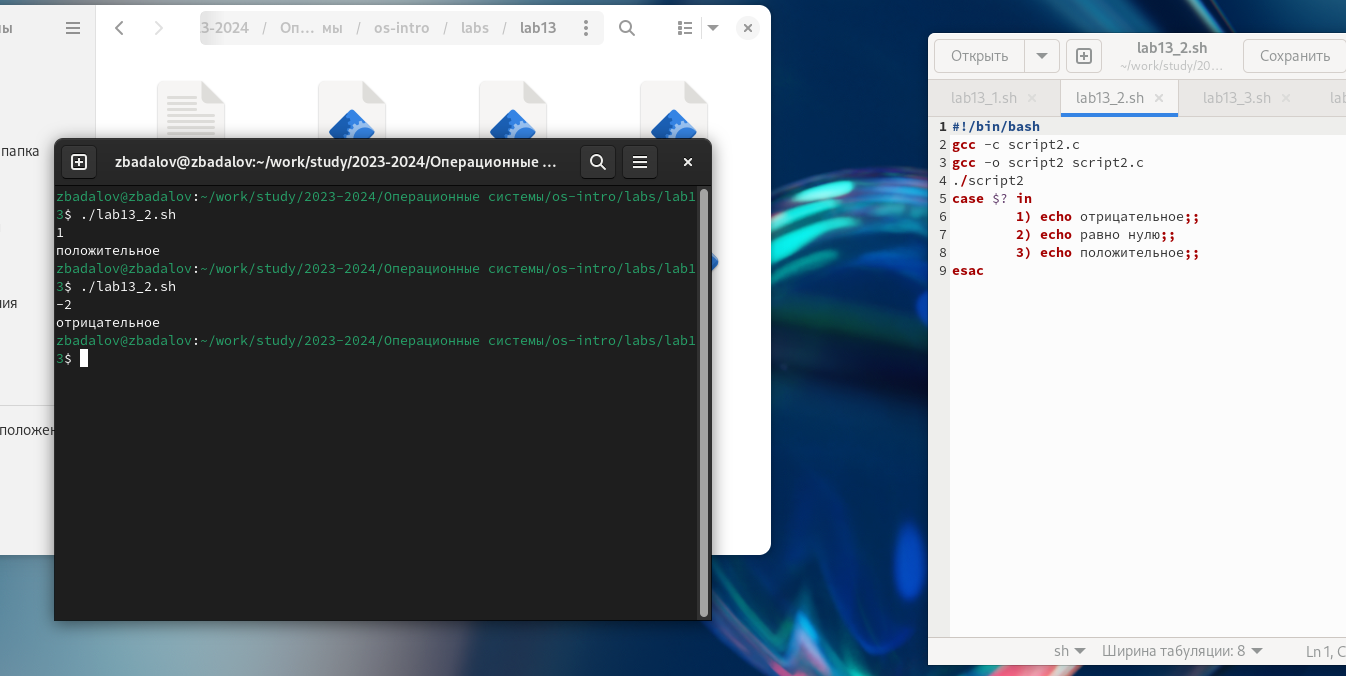 3-2024 / Оп… мы / os-intro / labs / lab13
папка
ия
положен
zbadalov@zbadalov:~/work/study/2023-2024/Операционные …
zbadalov@zbadalov:~/work/study/2023-2024/Операционные системы/os-intro/labs/lab1
3$ ./lab13_2.sh
1
положительное
zbadalov@zbadalov:~/work/study/2023-2024/Операционные системы/os-intro/labs/lab1
3$ ./lab13_2.sh
-2
отрицательное
zbadalov@zbadalov:~/work/study/2023-2024/Операционные системы/os-intro/labs/lab1
3$
Открыть
lab13_2.sh
~/work/study/20…
Сохранить
lab13_1.sh × lab13_2.sh × lab13_3.sh × lab
1 #!/bin/bash
2 gcc -c script2.c
3 gcc -o script2 script2.c
4 ./script2
5 case $? in
6 1) echo отрицательное;;
7 2) echo равно нулю;;
8 3) echo положительное;;
9 esac
sh Ширина табуляции: 8 Ln 1, C